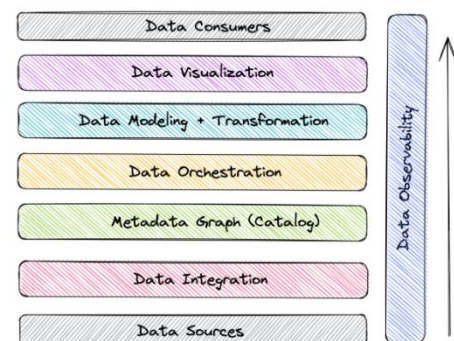 Data Consumers
Data Visualization
Data Modeling + Transformation
Data Orchestration
Metadata Graph (Catalog)
Data Integration
Data Sources
Data Observability